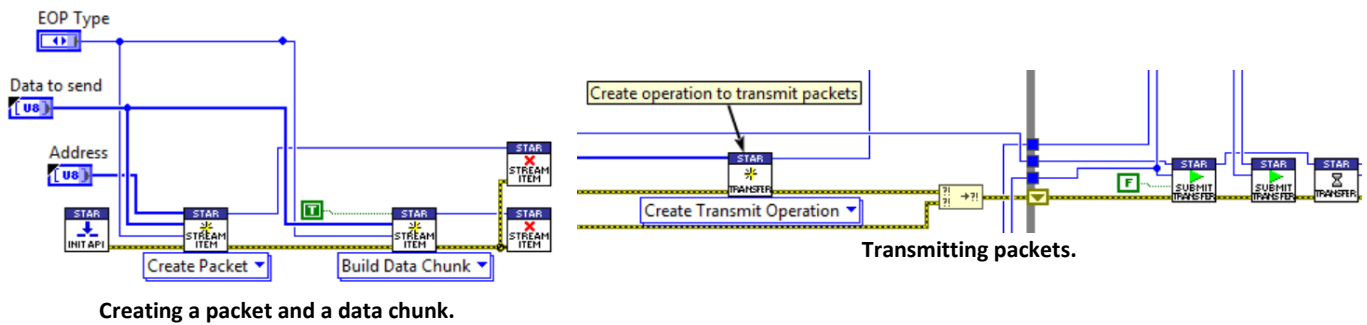 EOP Type
Data to send
[U8]
Address
[U8]
STAR
INIT API
STAR
STREAM
ITEM
Create Packet
T
STAR
STREAM
ITEM
Build Data Chunk
STAR
STREAM
ITEM
STAR
STREAM
ITEM
Creating a packet and a data chunk.
Create operation to transmit packets
STAR
TRANSFER
Create Transmit Operation
?!
?!
?!
F
STAR
SUBMIT
TRANSFER
STAR
SUBMIT
TRANSFER
STAR
TRANSFER
Transmitting packets.